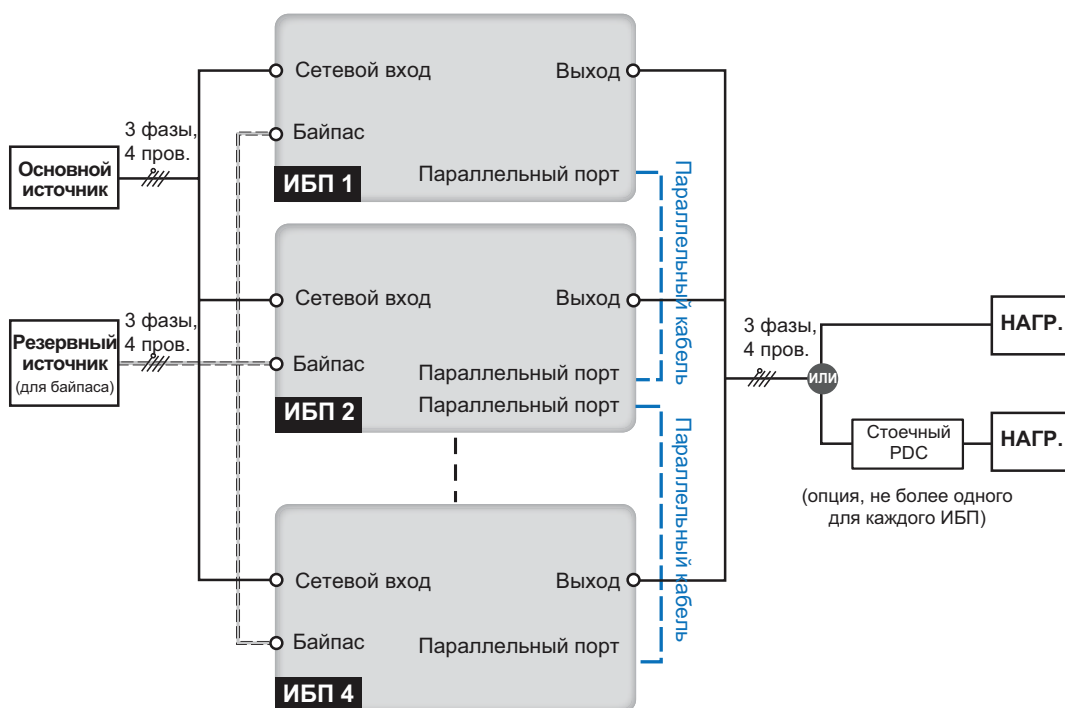 Сетевой вход
Выход
3 фазы,
4 пров.
Байпас
Основной
источник
Параллельный порт
ИБП 1
Параллельный кабель
Сетевой вход
Выход
3 фазы,
4 пров.
Резервный
источник
(для байпаса)
Байпас
Параллельный порт
Параллельный порт
ИБП 2
3 фазы,
4 пров.
ИЛИ
НАГР.
Стоечный
PDC
НАГР.
(опция, не более одного
для каждого ИБП)
Параллельный кабель
Сетевой вход
Выход
Байпас
Параллельный порт
ИБП 4